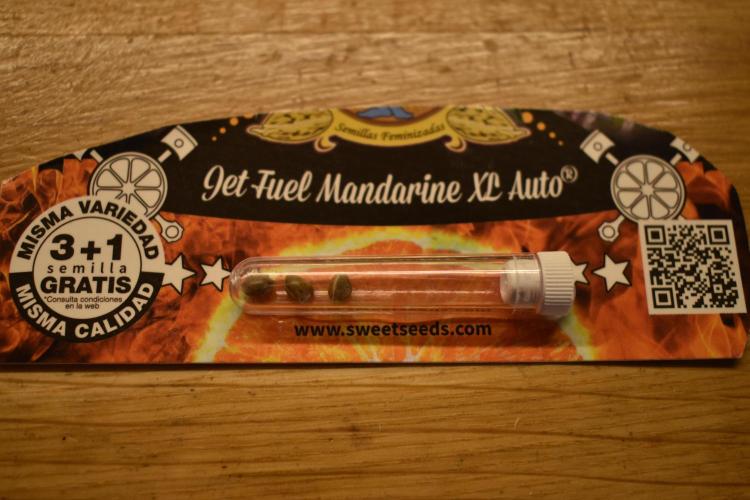 Semillas Feminizadas
Jet Fuel Mandarine XL Auto®
MISMA VARIEDAD
3+1
semilla
GRATIS
*Consulta condiciones
en la web
MISMA CALIDAD
www.sweetseeds.com